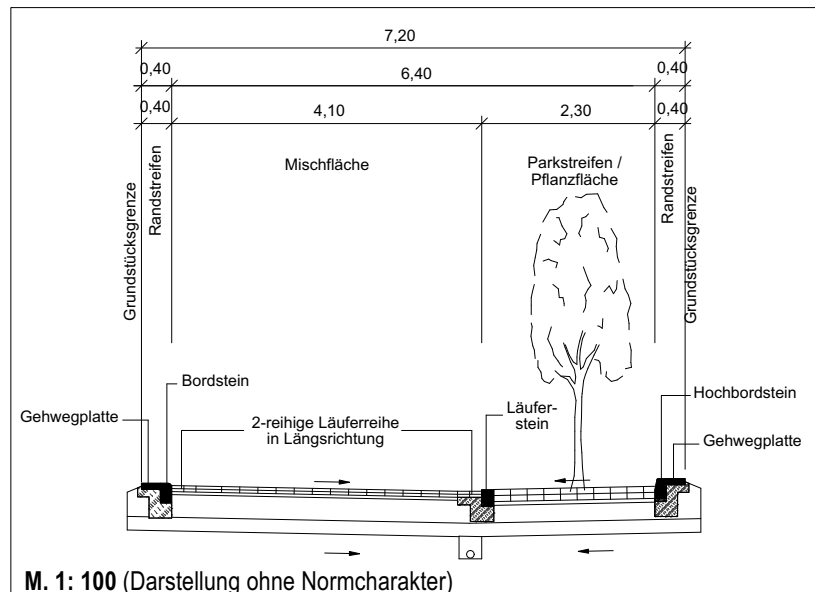 7,20
0,40
6,40
0,40
0,40
4,10
2,30
0,40
Grundstücksgrenze
Randstreifen
Mischfläche
Parkstreifen /
Pflanzfläche
Randstreifen
Grundstücksgrenze
Bordstein
Gehwegplatte
2-reihige Läuferreihe
in Längsrichtung
Läufer-
stein
Hochbordstein
Gehwegplatte
M. 1: 100 (Darstellung ohne Normcharakter)